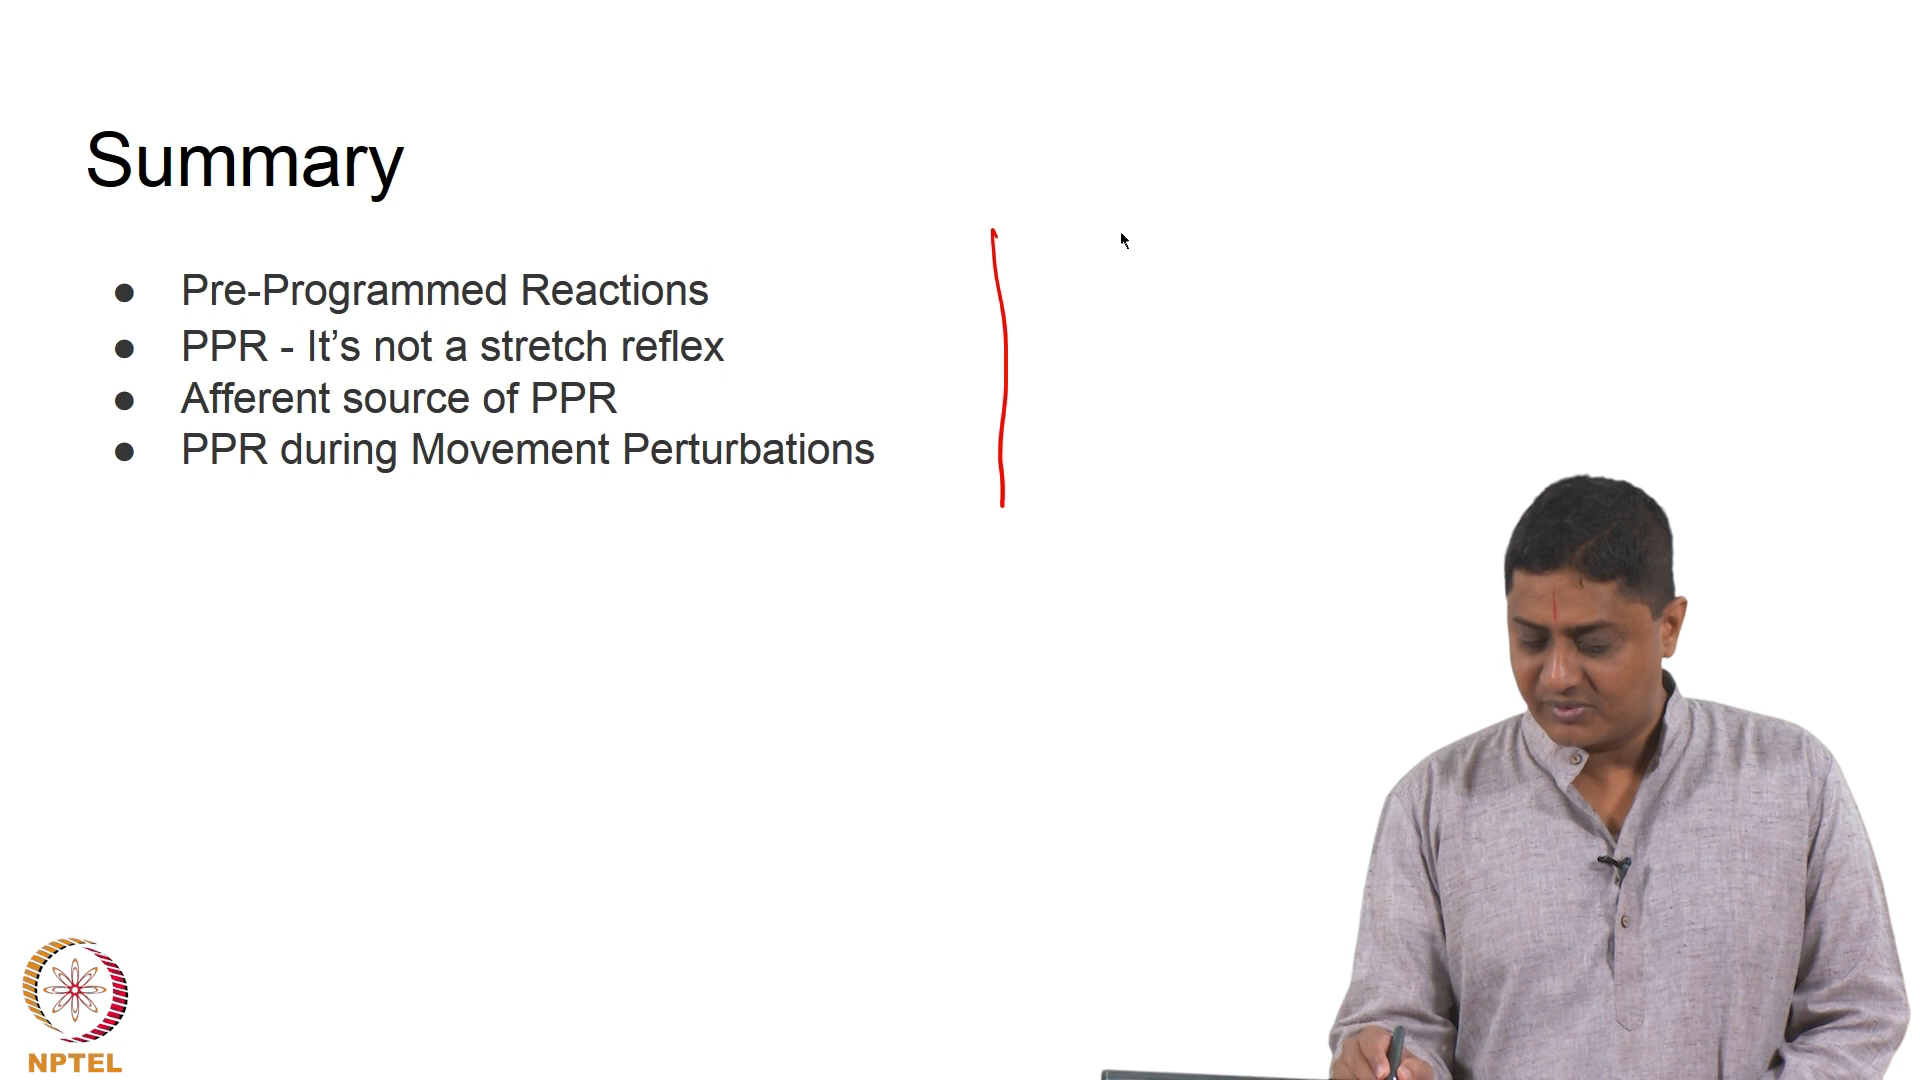 Summary
● Pre-Programmed Reactions
● PPR - It’s not a stretch reflex
● Afferent source of PPR
● PPR during Movement Perturbations
NPTEL